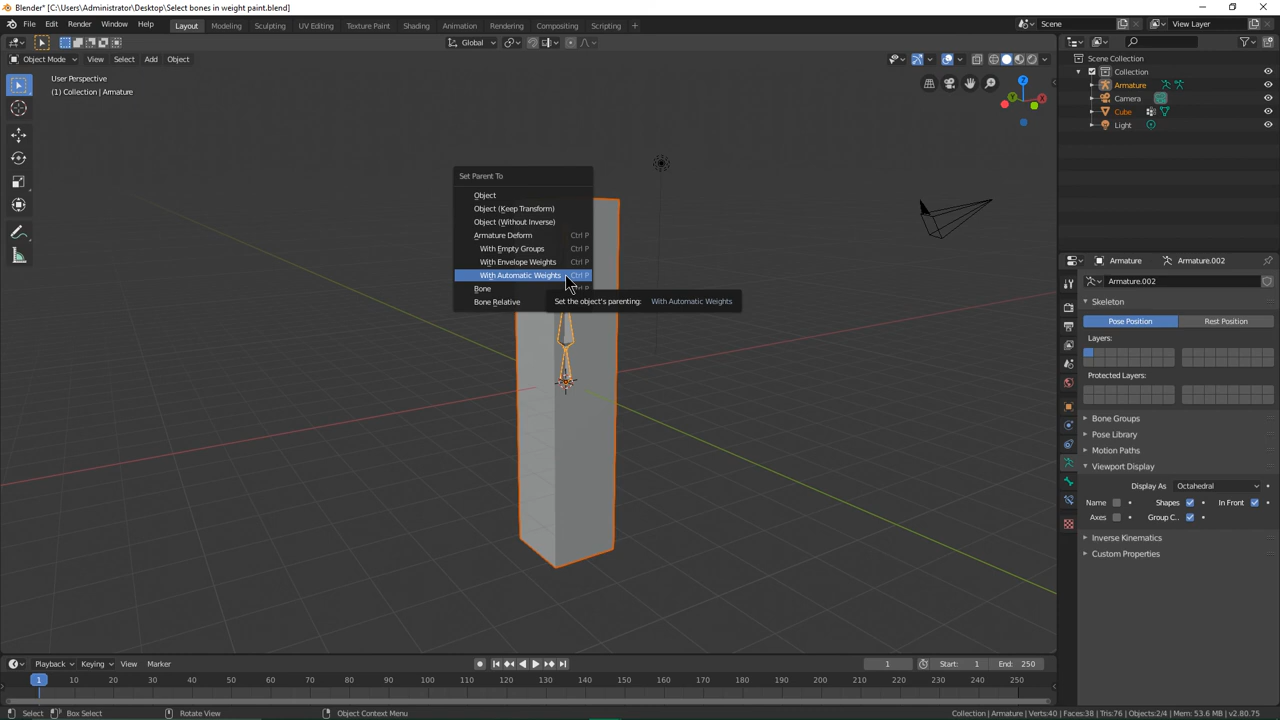 Blender* [C:\Users\Administrator\Desktop\Select bones in weight paint.blend]
File Edit Render Window Help Layout Modeling Sculpting UV Editing Texture Paint Shading Animation Rendering Compositing Scripting + Scene View Layer
Global
Object Mode View Select Add Object
User Perspective
(1) Collection | Armature
Z
Y
X
Scene Collection
Collection
Armature
Camera
Cube
Light
Set Parent To
Object
Object (Keep Transform)
Object (Without Inverse)
Armature Deform Ctrl P
With Empty Groups Ctrl P
With Envelope Weights Ctrl P
With Automatic Weights Ctrl P
Bone Ctrl P
Bone Relative
Set the object's parenting: With Automatic Weights
Armature Armature.002
Armature.002
Skeleton
Pose Position Rest Position
Layers:
Protected Layers:
Bone Groups
Pose Library
Motion Paths
Viewport Display
Display As Octahedral
Name Shapes In Front
Axes Group C..
Inverse Kinematics
Custom Properties
Playback Keying View Marker 1 Start: 1 End: 250
1 10 20 30 40 50 60 70 80 90 100 110 120 130 140 150 160 170 180 190 200 210 220 230 240 250
Select Box Select Rotate View Object Context Menu Collection | Armature | Verts:40 | Faces:38 | Tris:76 | Objects:2/4 | Mem: 53.6 MB | v2.80.75